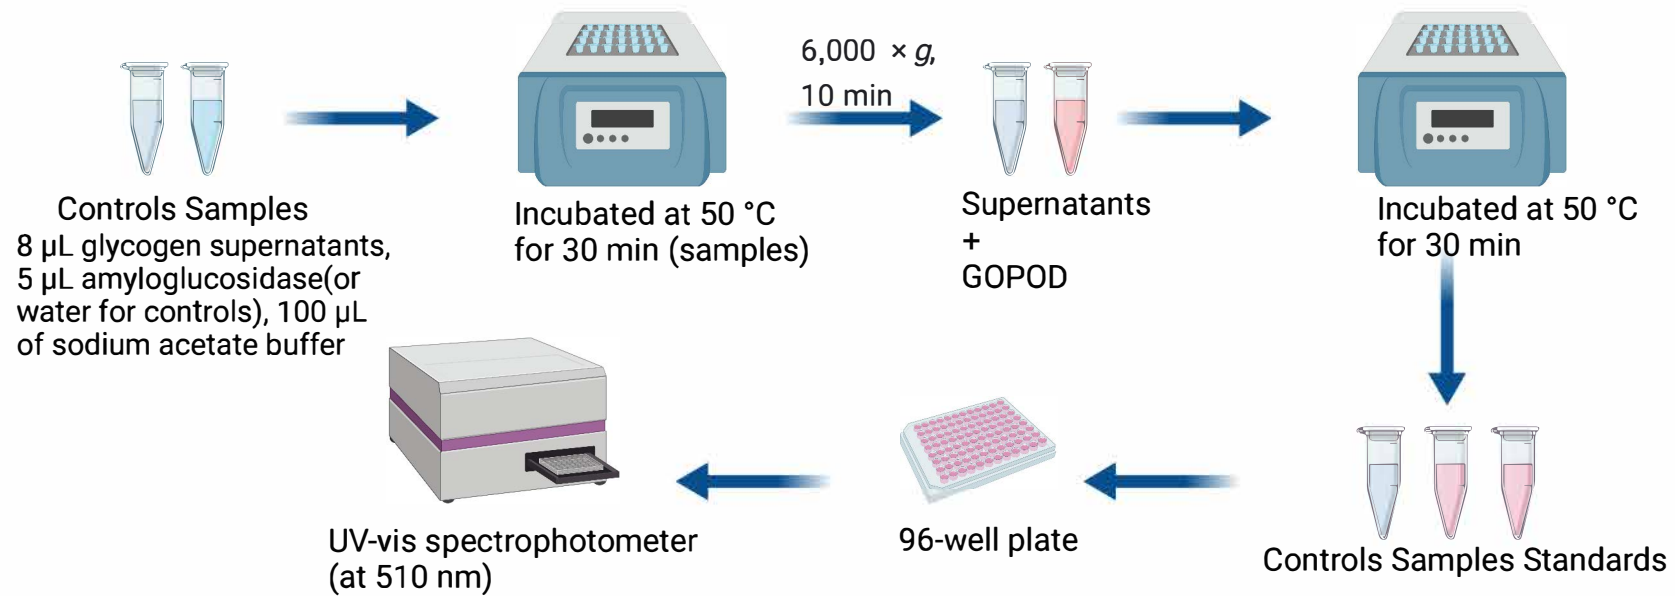 Controls Samples
8 µL glycogen supernatants,
5 µL amyloglucosidase(or
water for controls), 100 µL
of sodium acetate buffer
Incubated at 50 °C
for 30 min (samples)
6,000 × g,
10 min
Supernatants
+
GOPOD
Incubated at 50 °C
for 30 min
Controls Samples Standards
96-well plate
UV-vis spectrophotometer
(at 510 nm)